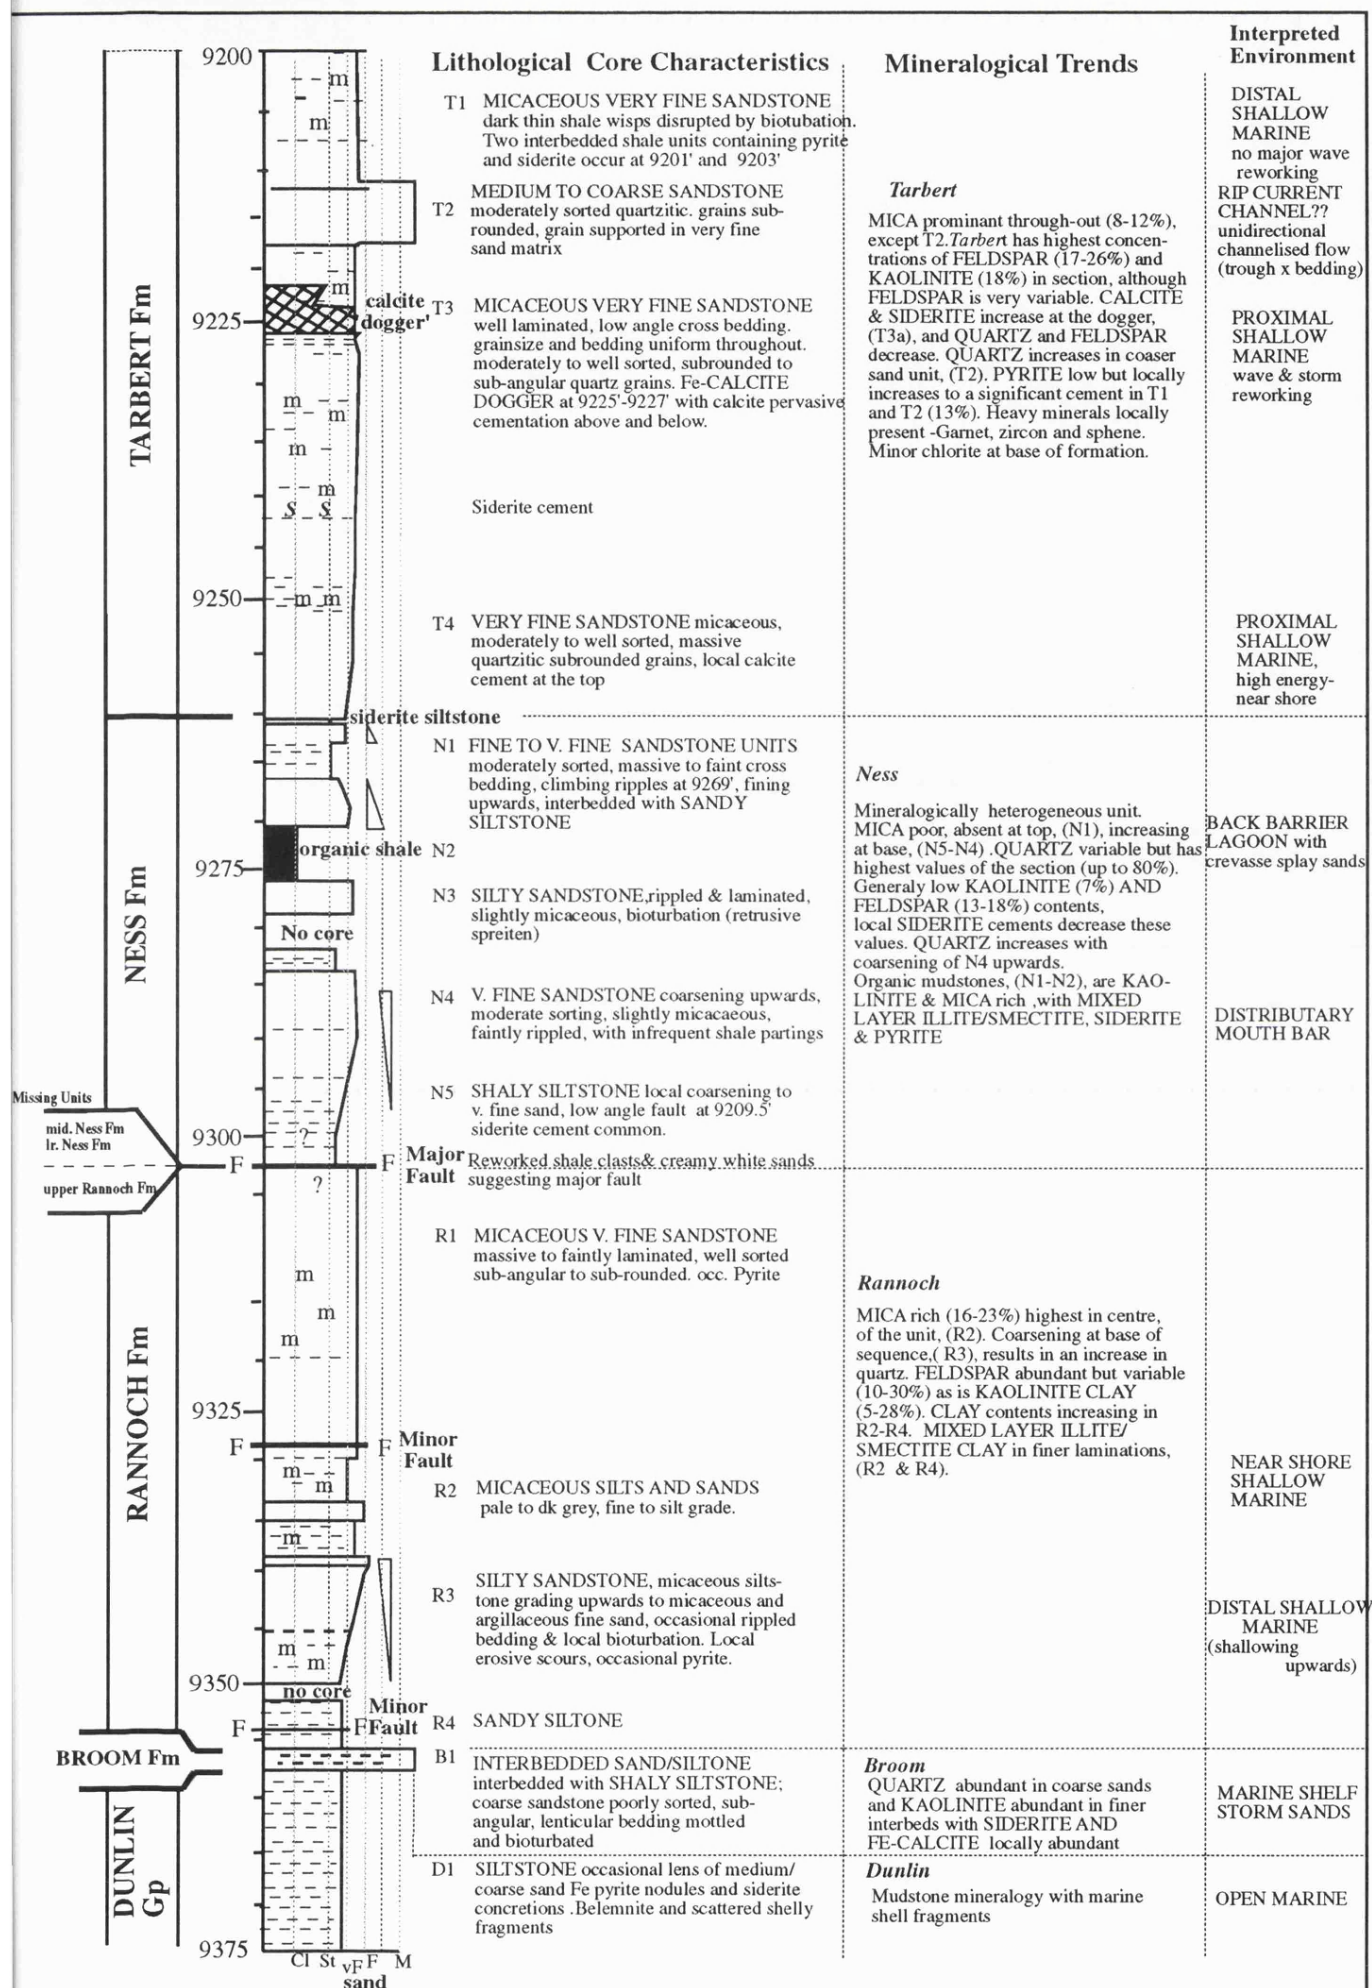 Lithological Core Characteristics
Mineralogical Trends
Interpreted
Environment
TARBERT Fm
NESS Fm
RANNOCH Fm
BROOM Fm
DUNLIN
Gp
Missing Units
mid. Ness Fm
lr. Ness Fm
upper Rannoch Fm
9200
9225
9250
9275
9300
9325
9350
9375
m
m
m
calcite
dogger'
m
m
m
m
S S
m m
siderite siltstone
organic shale
No core
?
F
F
Major
Fault
?
m
m
m
F
F
Minor
Fault
m
m
m
m
m
no core
F
F
Minor
Fault
Cl St vF F M
sand
T1 MICACEOUS VERY FINE SANDSTONE
dark thin shale wisps disrupted by biotubation.
Two interbedded shale units containing pyrite
and siderite occur at 9201' and 9203'
T2 MEDIUM TO COARSE SANDSTONE
moderately sorted quartzitic. grains sub-
rounded, grain supported in very fine
sand matrix
T3 MICACEOUS VERY FINE SANDSTONE
well laminated, low angle cross bedding.
grainsize and bedding uniform throughout.
moderately to well sorted, subrounded to
sub-angular quartz grains. Fe-CALCITE
DOGGER at 9225'-9227' with calcite pervasive
cementation above and below.
Siderite cement
T4 VERY FINE SANDSTONE micaceous,
moderately to well sorted, massive
quartzitic subrounded grains, local calcite
cement at the top
N1 FINE TO V. FINE SANDSTONE UNITS
moderately sorted, massive to faint cross
bedding, climbing ripples at 9269', fining
upwards, interbedded with SANDY
SILTSTONE
N2
N3 SILTY SANDSTONE,rippled & laminated,
slightly micaceous, bioturbation (retrusive
spreiten)
N4 V. FINE SANDSTONE coarsening upwards,
moderate sorting, slightly micacaeous,
faintly rippled, with infrequent shale partings
N5 SHALY SILTSTONE local coarsening to
v. fine sand, low angle fault at 9209.5'
siderite cement common.
Reworked shale clasts& creamy white sands
suggesting major fault
R1 MICACEOUS V. FINE SANDSTONE
massive to faintly laminated, well sorted
sub-angular to sub-rounded. occ. Pyrite
R2 MICACEOUS SILTS AND SANDS
pale to dk grey, fine to silt grade.
R3 SILTY SANDSTONE, micaceous silts-
tone grading upwards to micaceous and
argillaceous fine sand, occasional rippled
bedding & local bioturbation. Local
erosive scours, occasional pyrite.
R4 SANDY SILTONE
B1 INTERBEDDED SAND/SILTONE
interbedded with SHALY SILTSTONE;
coarse sandstone poorly sorted, sub-
angular, lenticular bedding mottled
and bioturbated
D1 SILTSTONE occasional lens of medium/
coarse sand Fe pyrite nodules and siderite
concretions .Belemnite and scattered shelly
fragments
Tarbert
MICA prominant through-out (8-12%),
except T2.Tarbert has highest concen-
trations of FELDSPAR (17-26%) and
KAOLINITE (18%) in section, although
FELDSPAR is very variable. CALCITE
& SIDERITE increase at the dogger,
(T3a), and QUARTZ and FELDSPAR
decrease. QUARTZ increases in coaser
sand unit, (T2). PYRITE low but locally
increases to a significant cement in T1
and T2 (13%). Heavy minerals locally
present -Garnet, zircon and sphene.
Minor chlorite at base of formation.
Ness
Mineralogically heterogeneous unit.
MICA poor, absent at top, (N1), increasing
at base, (N5-N4) .QUARTZ variable but has
highest values of the section (up to 80%).
Generaly low KAOLINITE (7%) AND
FELDSPAR (13-18%) contents,
local SIDERITE cements decrease these
values. QUARTZ increases with
coarsening of N4 upwards.
Organic mudstones, (N1-N2), are KAO-
LINITE & MICA rich ,with MIXED
LAYER ILLITE/SMECTITE, SIDERITE
& PYRITE
Rannoch
MICA rich (16-23%) highest in centre,
of the unit, (R2). Coarsening at base of
sequence,( R3), results in an increase in
quartz. FELDSPAR abundant but variable
(10-30%) as is KAOLINITE CLAY
(5-28%). CLAY contents increasing in
R2-R4. MIXED LAYER ILLITE/
SMECTITE CLAY in finer laminations,
(R2 & R4).
Broom
QUARTZ abundant in coarse sands
and KAOLINITE abundant in finer
interbeds with SIDERITE AND
FE-CALCITE locally abundant
Dunlin
Mudstone mineralogy with marine
shell fragments
DISTAL
SHALLOW
MARINE
no major wave
reworking
RIP CURRENT
CHANNEL??
unidirectional
channelised flow
(trough x bedding)
PROXIMAL
SHALLOW
MARINE
wave & storm
reworking
PROXIMAL
SHALLOW
MARINE,
high energy-
near shore
BACK BARRIER
LAGOON with
crevasse splay sands
DISTRIBUTARY
MOUTH BAR
NEAR SHORE
SHALLOW
MARINE
DISTAL SHALLOW
MARINE
(shallowing
upwards)
MARINE SHELF
STORM SANDS
OPEN MARINE